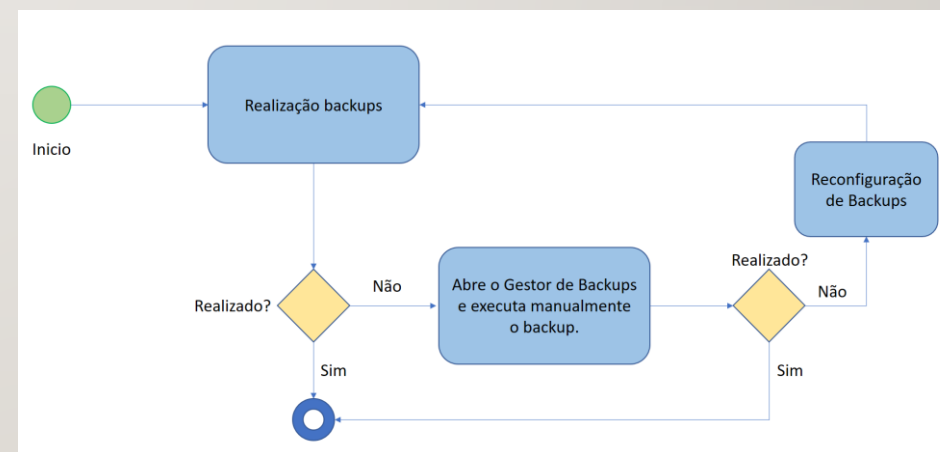 Realização backups
Inicio
Reconfiguração
de Backups
Realizado?
Não
Abre o Gestor de Backups
e executa manualmente
o backup.
Realizado?
Não
Sim
Sim